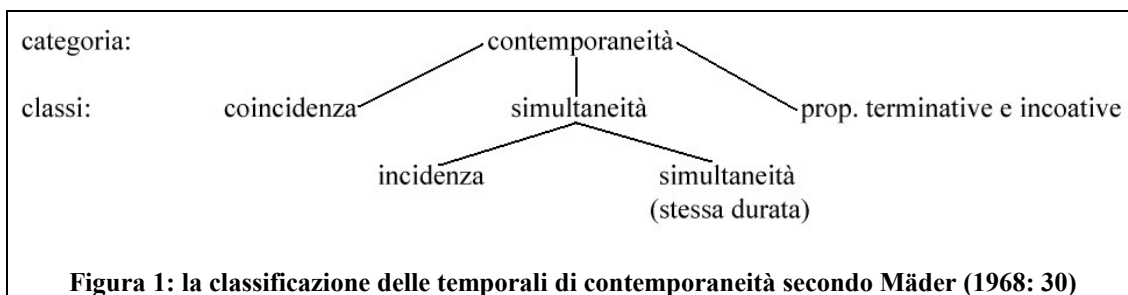 categoria: contemporaneità
classi: coincidenza simultaneità prop. terminative e incoative
incidenza simultaneità
(stessa durata)
Figura 1: la classificazione delle temporali di contemporaneità secondo Mäder (1968: 30)